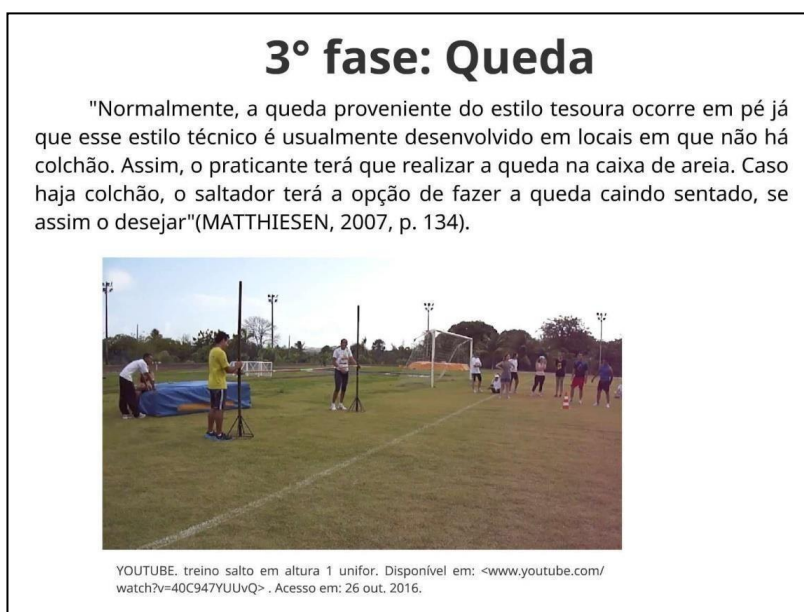 3° fase: Queda
"Normalmente, a queda proveniente do estilo tesoura ocorre em pé já
que esse estilo técnico é usualmente desenvolvido em locais em que não há
colchão. Assim, o praticante terá que realizar a queda na caixa de areia. Caso
haja colchão, o saltador terá a opção de fazer a queda caindo sentado, se
assim o desejar"(MATTHIESEN, 2007, p. 134).
YOUTUBE. treino salto em altura 1 unifor. Disponível em: <www.youtube.com/
watch?v=40C947YUUvQ> . Acesso em: 26 out. 2016.